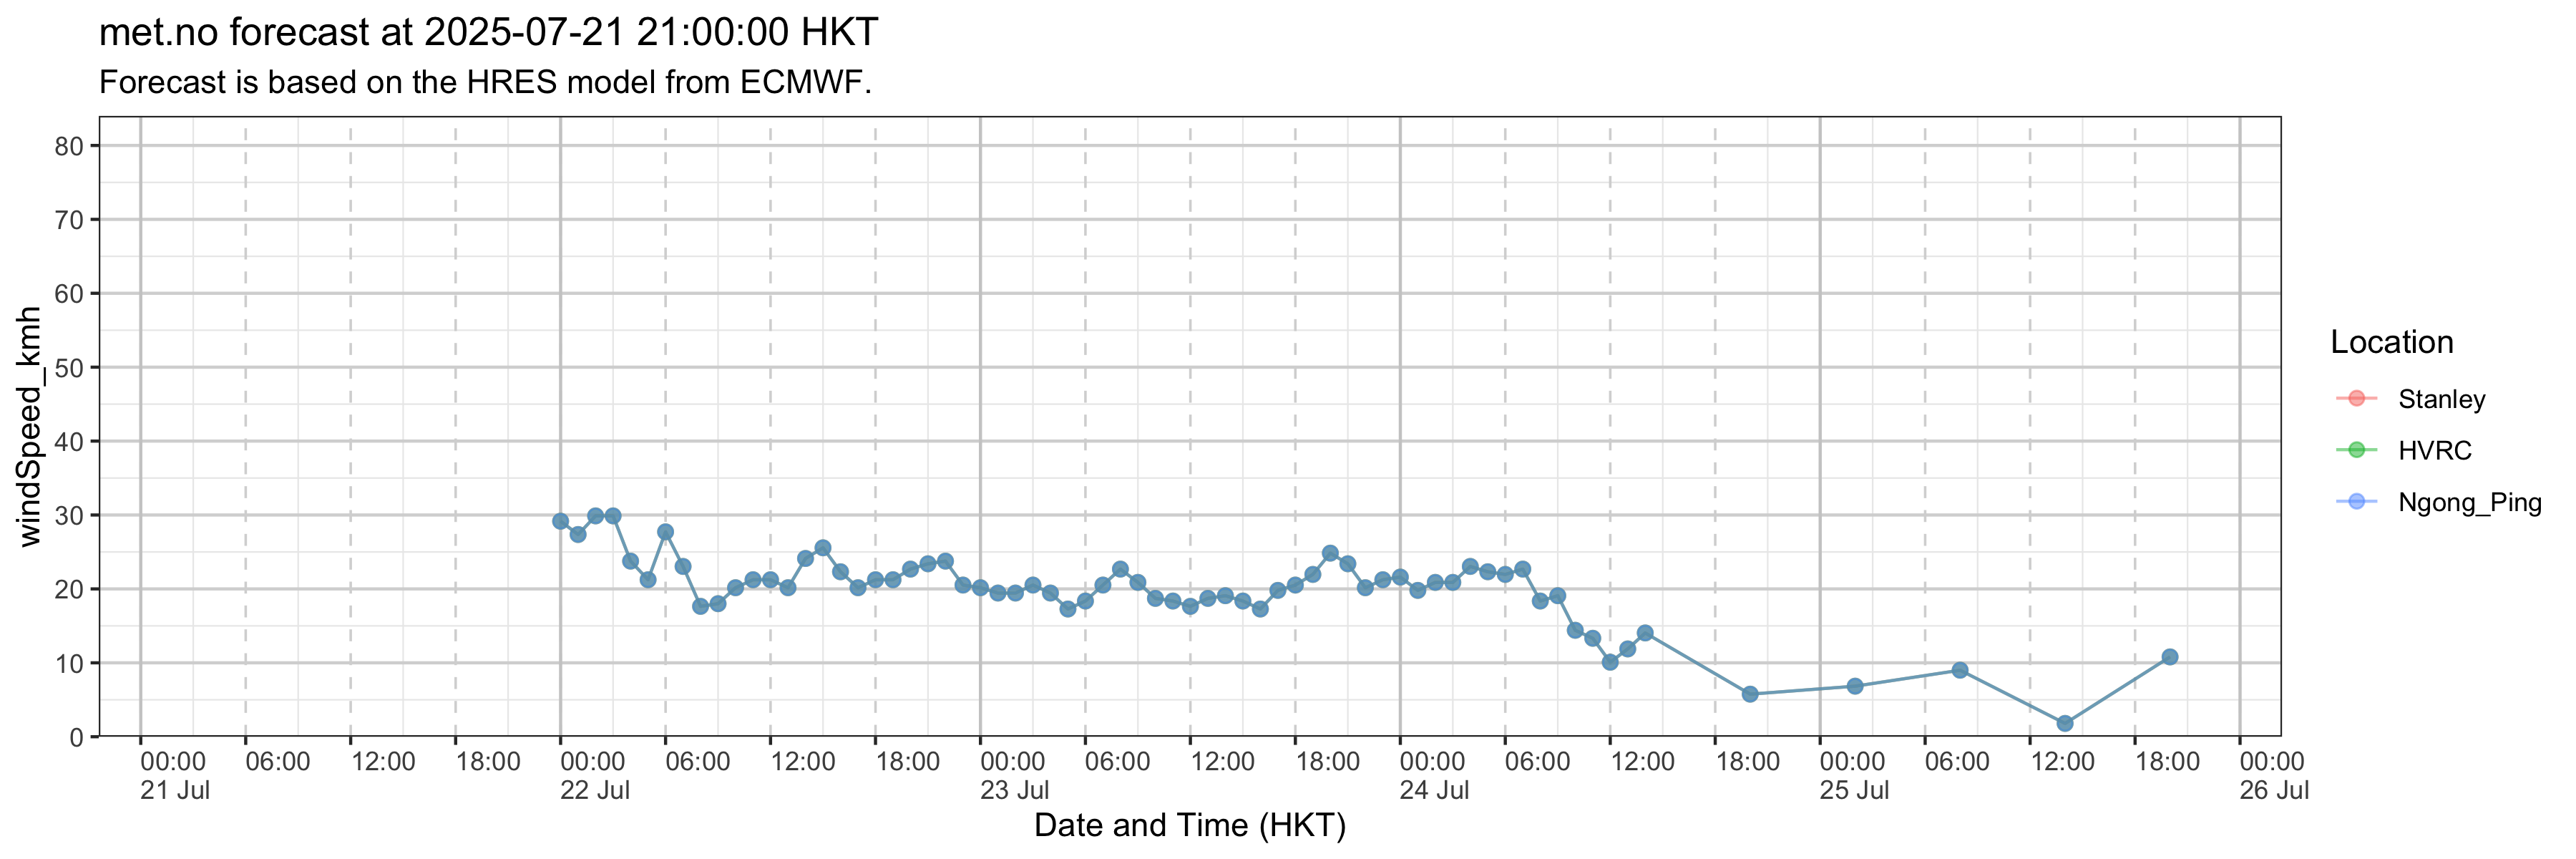 met.no forecast at 2025-07-21 21:00:00 HKT
Forecast is based on the HRES model from ECMWF.
80
70
60
50
40
30
20
10
0
windSpeed_kmh
00:00 06:00 12:00 18:00 00:00 06:00 12:00 18:00 00:00 06:00 12:00 18:00 00:00 06:00 12:00 18:00 00:00 06:00 12:00 18:00 00:00
21 Jul 22 Jul 23 Jul 24 Jul 25 Jul 26 Jul
Date and Time (HKT)
Location
Stanley
HVRC
Ngong_Ping